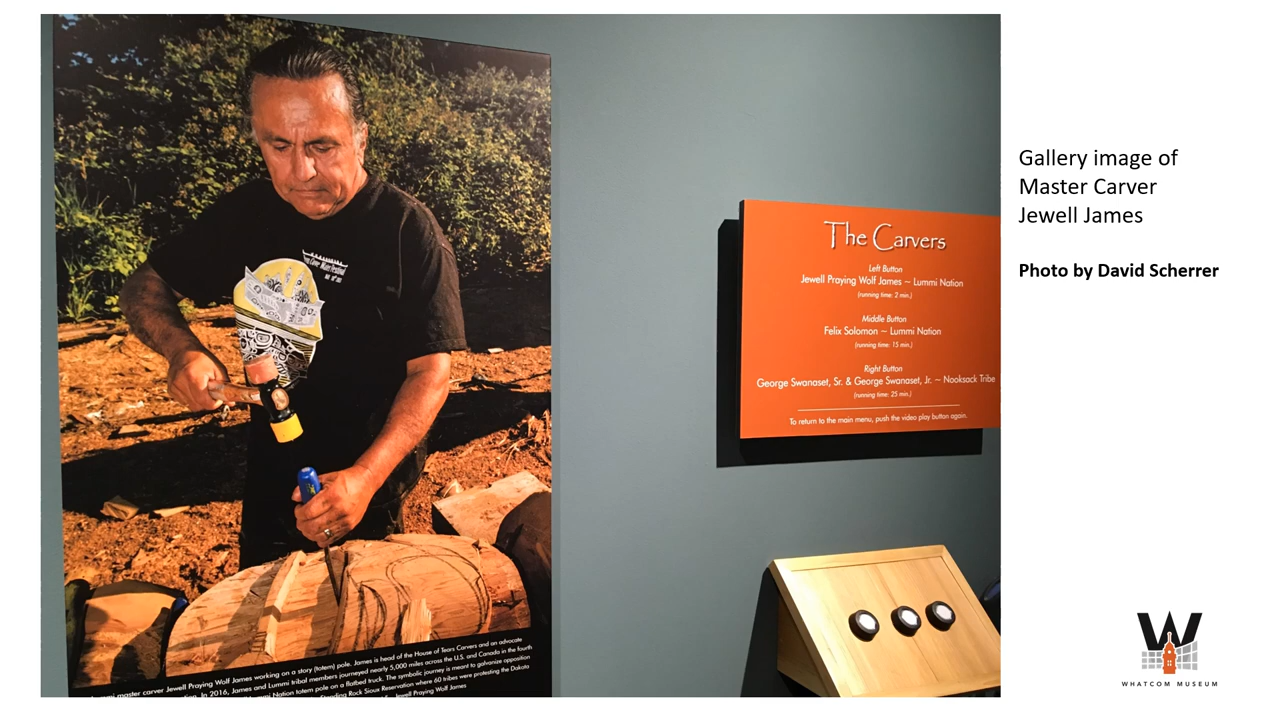 Gallery image of
Master Carver
Jewell James
Photo by David Scherrer
The Carvers
Left Button
Jewell Praying Wolf James ~ Lummi Nation
(running time: 2 min.)
Middle Button
Felix Solomon ~ Lummi Nation
(running time: 15 min.)
Right Button
George Swanaset, Sr. & George Swanaset, Jr. ~ Nooksack Tribe
(running time: 25 min.)
To return to the main menu, push the video play button again.
master carver Jewell Praying Wolf James working on a story (totem) pole. James is head of the House of Tears Carvers and an advocate
In 2016, James and Lummi tribal members journeyed nearly 5,000 miles across the U.S. and Canada in the fourth
Nation totem pole on a flatbed truck. The symbolic journey is meant to galvanize opposition
Standing Rock Sioux Reservation where 60 tribes were protesting the Dakota
Jewell Praying Wolf James
W
WHATCOM MUSEUM